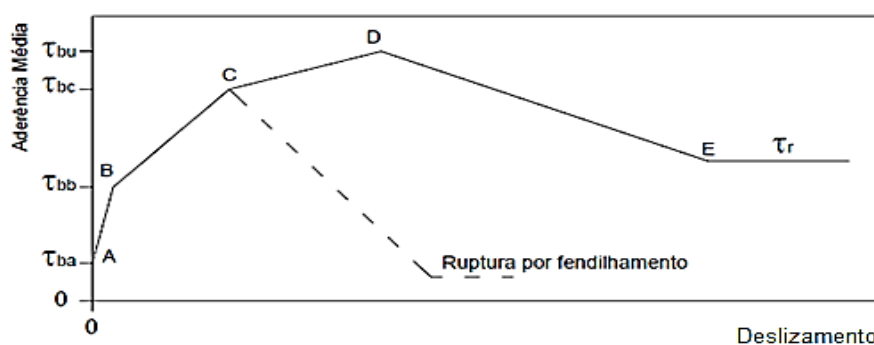 Aderência Média
τbu
τbc
τbb
τba
0
A
B
C
D
E
τr
Ruptura por fendilhamento
0
Deslizamento